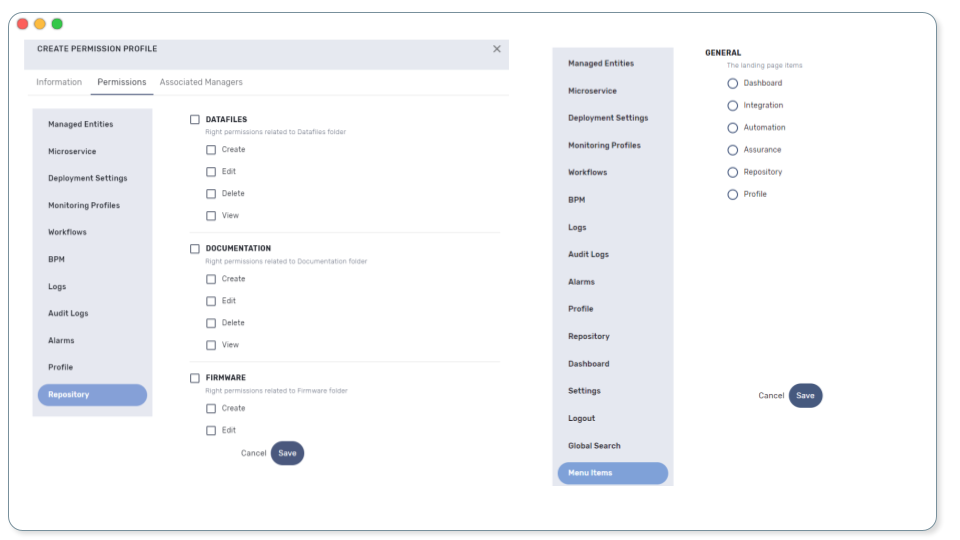 CREATE PERMISSION PROFILE
Information Permissions Associated Managers
Managed Entities
Microservice
Deployment Settings
Monitoring Profiles
Workflows
BPM
Logs
Audit Logs
Alarms
Profile
Repository
DATAFILES
Right permissions related to Datafiles folder
Create
Edit
Delete
View
DOCUMENTATION
Right permissions related to Documentation folder
Create
Edit
Delete
View
FIRMWARE
Right permissions related to Firmware folder
Create
Edit
Cancel Save
Managed Entities
Microservice
Deployment Settings
Monitoring Profiles
Workflows
BPM
Logs
Audit Logs
Alarms
Profile
Repository
Dashboard
Settings
Logout
Global Search
Menu Items
GENERAL
The landing page items
Dashboard
Integration
Automation
Assurance
Repository
Profile
Cancel Save